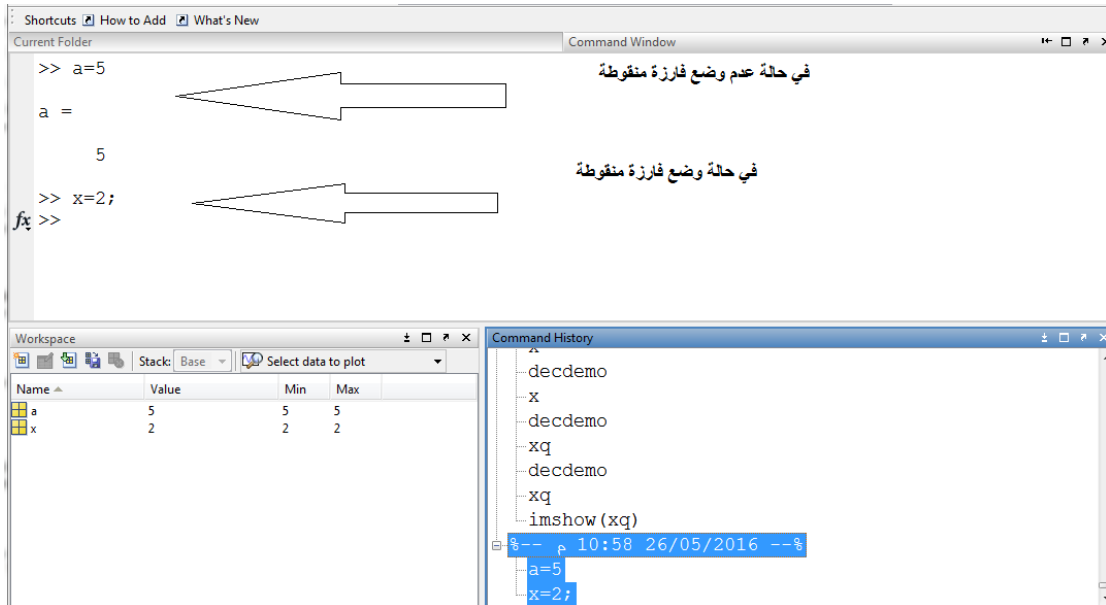 Shortcuts How to Add What's New
Current Folder
Command Window
>> a=5
في حالة عدم وضع فارزة منقوطة
a =
5
في حالة وضع فارزة منقوطة
>> x=2;
fx >>
Workspace
Stack: Base Select data to plot
Name Value Min Max
a 5 5 5
x 2 2 2
Command History
x
decdemo
x
decdemo
xq
decdemo
xq
imshow(xq)
%-- م 10:58 26/05/2016 --%
a=5
x=2;